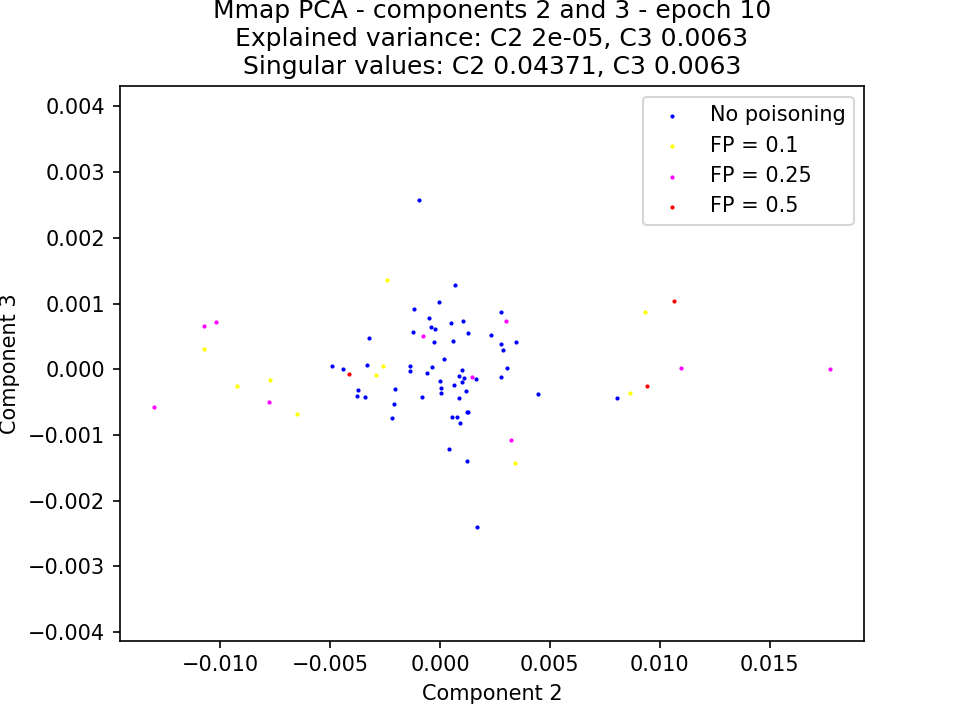 Mmap PCA - components 2 and 3 - epoch 10
Explained variance: C2 2e-05, C3 0.0063
Singular values: C2 0.04371, C3 0.0063
No poisoning
FP = 0.1
FP = 0.25
FP = 0.5
Component 3
0.004
0.003
0.002
0.001
0.000
−0.001
−0.002
−0.003
−0.004
−0.010
−0.005
0.000
0.005
0.010
0.015
Component 2